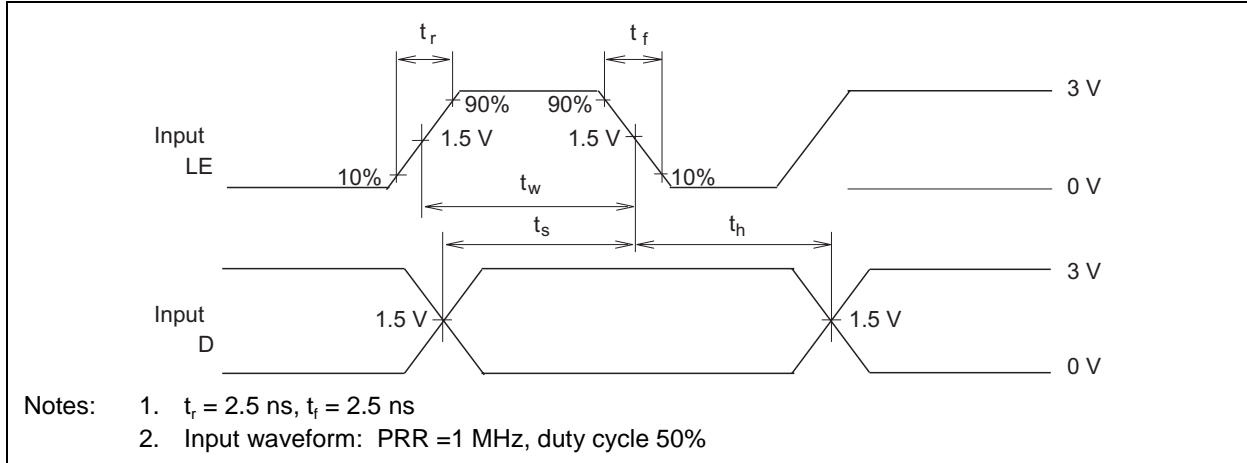 t r
t f
90%
90%
3 V
Input
LE
1.5 V
1.5 V
10%
10%
t w
0 V
t s
t h
3 V
Input
D
1.5 V
1.5 V
0 V
Notes: 1. t r = 2.5 ns, t f = 2.5 ns
2. Input waveform: PRR =1 MHz, duty cycle 50%